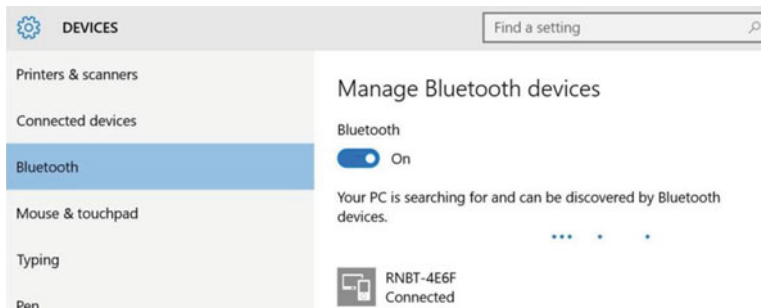 DEVICES
Find a setting
Printers & scanners
Connected devices
Bluetooth
Mouse & touchpad
Typing
Pen
Manage Bluetooth devices
Bluetooth
On
Your PC is searching for and can be discovered by Bluetooth
devices.
RNBT-4E6F
Connected